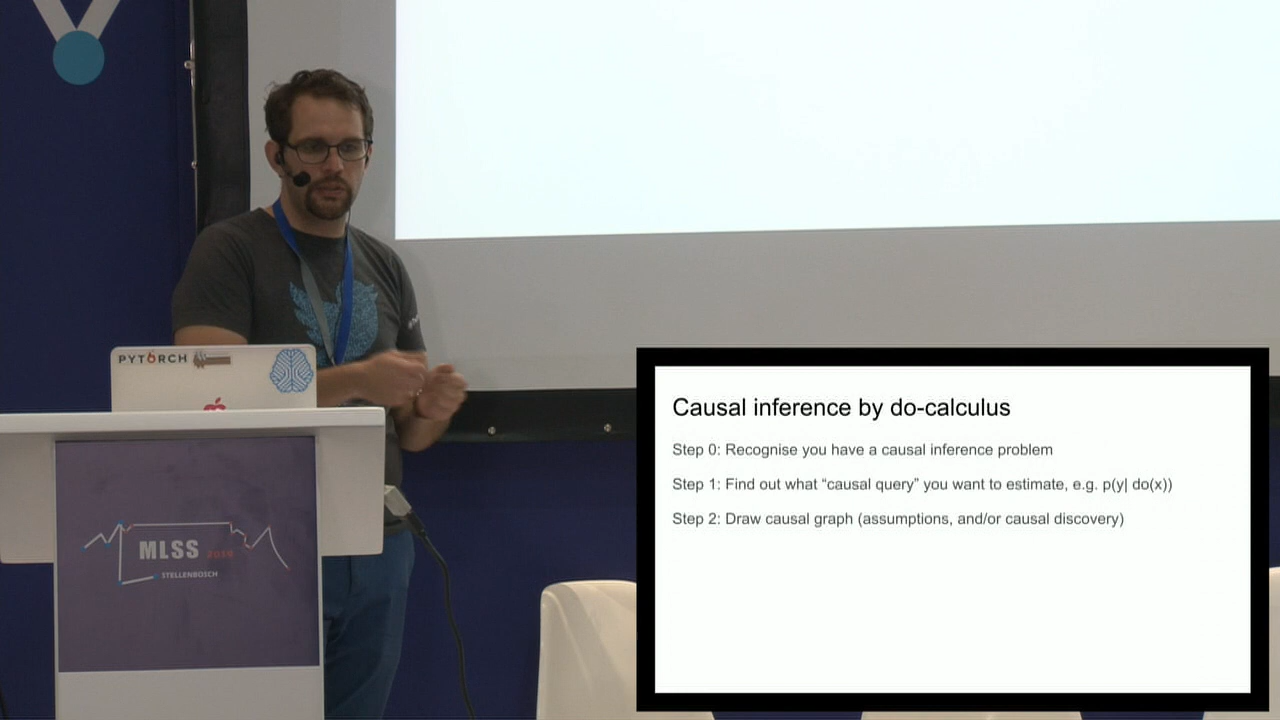 PYTORCH
MLSS 2019
STELLENBOSCH
Causal inference by do-calculus
Step 0: Recognise you have a causal inference problem
Step 1: Find out what “causal query” you want to estimate, e.g. p(y| do(x))
Step 2: Draw causal graph (assumptions, and/or causal discovery)